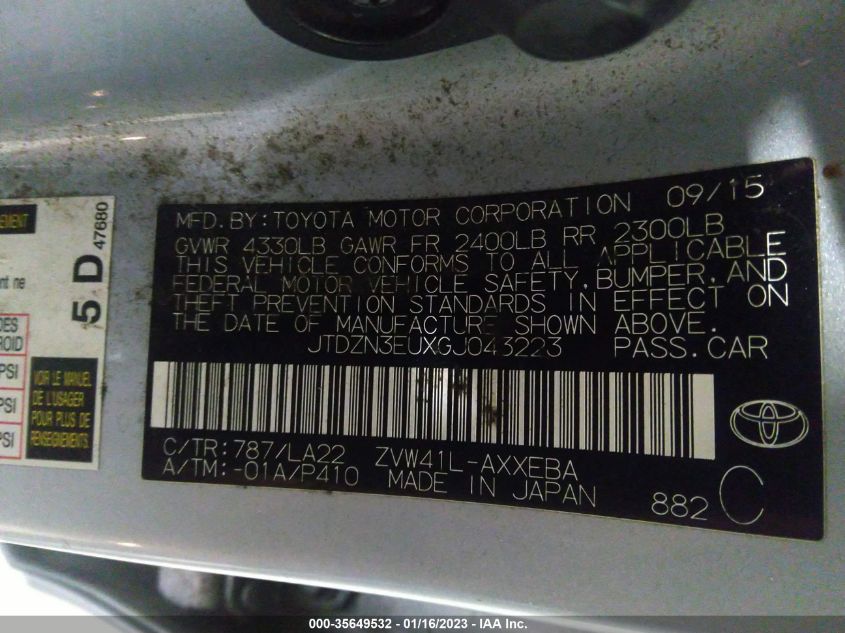 MFD.BY:TOYOTA MOTOR CORPORATION 09/15
GVWR 4330LB GAWR FR 2400LB RR 2300LB
THIS VEHICLE CONFORMS TO ALL APPLICABLE
FEDERAL MOTOR VEHICLE SAFETY, BUMPER, AND
THEFT PREVENTION STANDARDS IN EFFECT ON
THE DATE OF MANUFACTURE SHOWN ABOVE.
JTDZN3EUXGJ043223 PASS.CAR
C/TR:787/LA22 ZVW41L-AXXEBA
A/TM:-01A/P410 MADE IN JAPAN
882 C
5 D 47680
VOIR LE MANUEL
DE L'USAGER
POUR PLUS DE
RENSEIGNEMENTS
PSI
PSI
PSI
000-35649532 - 01/16/2023 - IAA Inc.